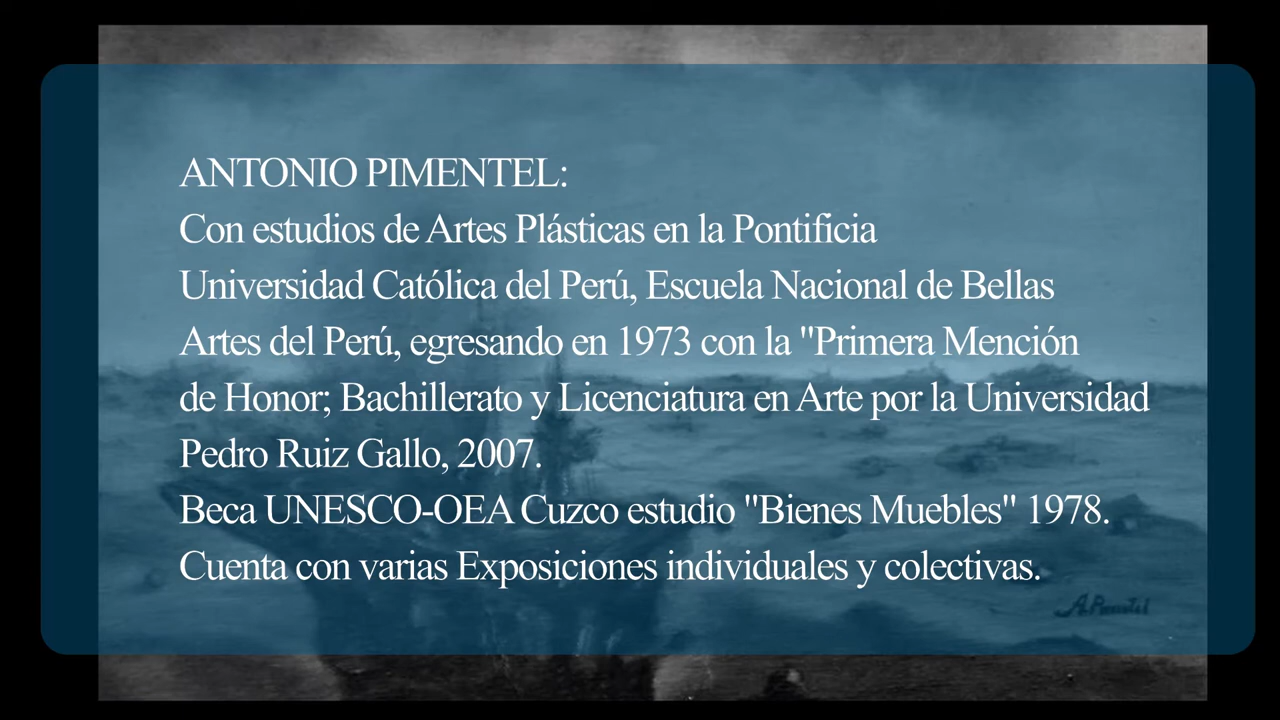 ANTONIO PIMENTEL:
Con estudios de Artes Plásticas en la Pontificia
Universidad Católica del Perú, Escuela Nacional de Bellas
Artes del Perú, egresando en 1973 con la "Primera Mención
de Honor; Bachillerato y Licenciatura en Arte por la Universidad
Pedro Ruiz Gallo, 2007.
Beca UNESCO-OEA Cuzco estudio "Bienes Muebles" 1978.
Cuenta con varias Exposiciones individuales y colectivas.
A. Pimentel